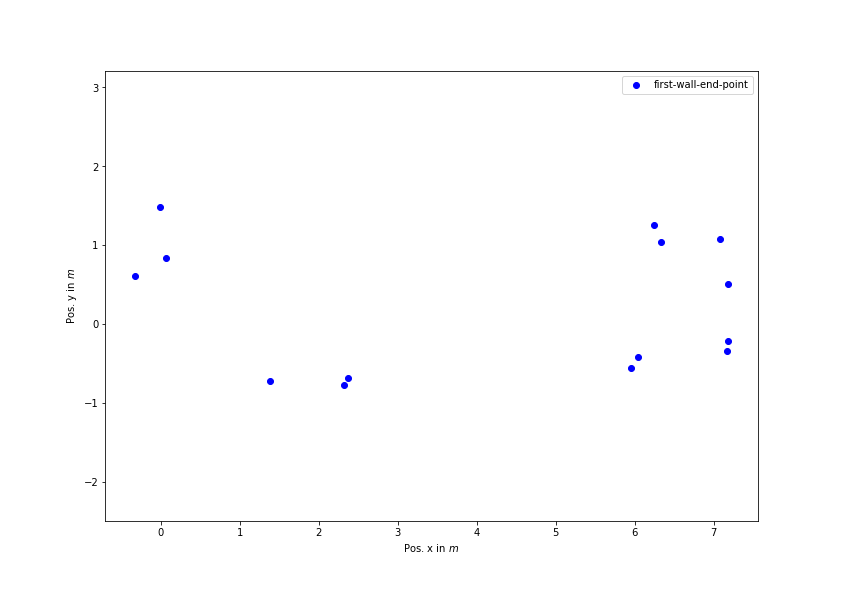 first-wall-end-point
3
2
1
0
−1
−2
Pos. y in m
0 1 2 3 4 5 6 7
Pos. x in m